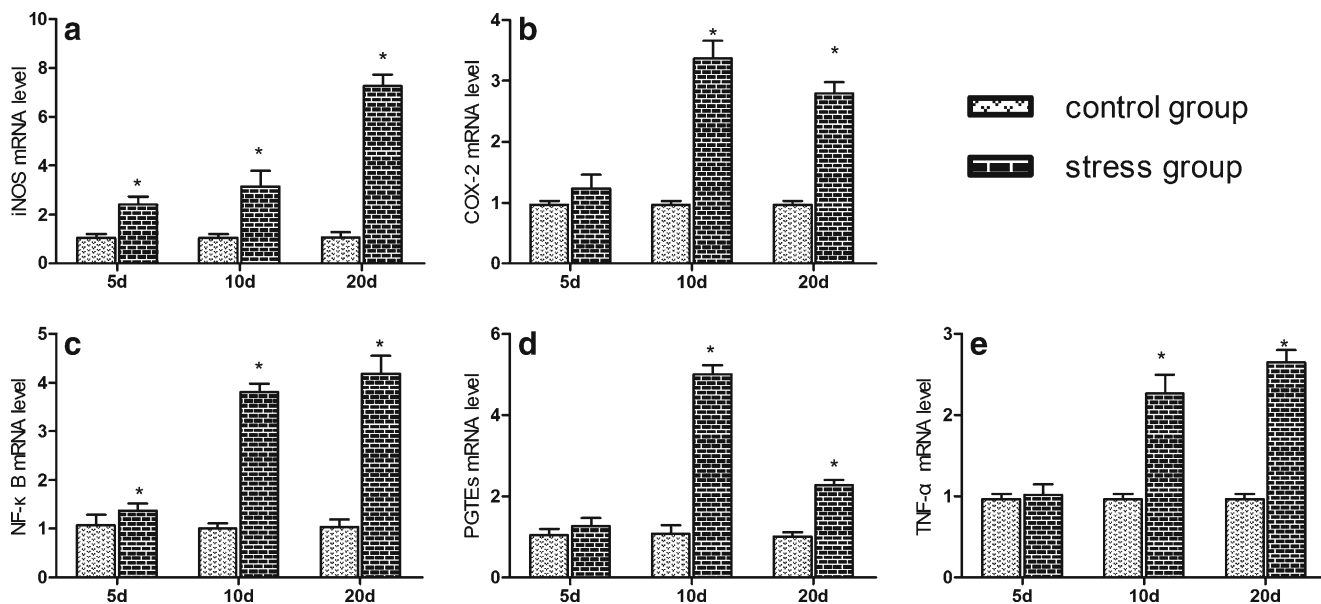 a
iNOS mRNA level
10
8
6
4
2
0
*
*
*
5d 10d 20d
b
COX-2 mRNA level
4
3
2
1
0
*
*
5d 10d 20d
control group
stress group
c
NF-κ B mRNA level
5
4
3
2
1
0
*
*
*
5d 10d 20d
d
PGTEs mRNA level
6
4
2
0
*
*
5d 10d 20d
e
TNF-α mRNA level
3
2
1
0
*
*
5d 10d 20d